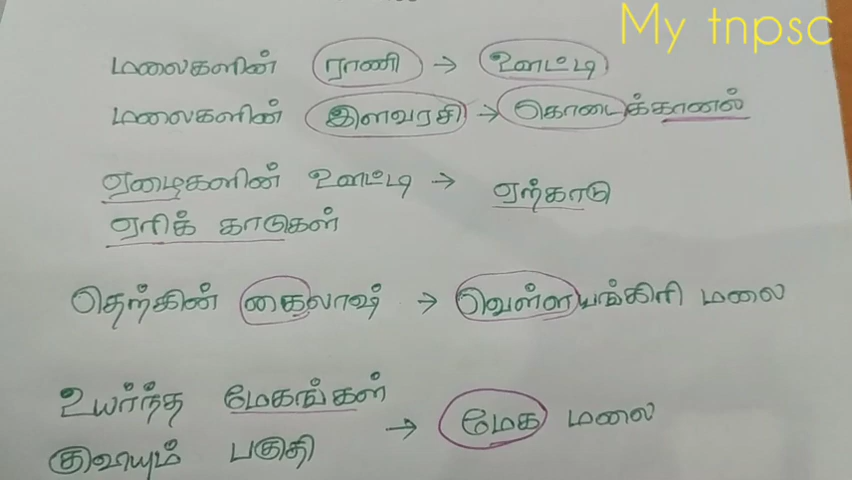 My tnpsc
மலைகளின் ராணி → ஊட்டி
மலைகளின் இளவரசி → கொடைக்கானல்
ஏழைகளின் ஊட்டி → ஏற்காடு
ஏரிக் காடுகள்
தெற்கின் கைலாஷ் → வெள்ளயங்கிரி மலை
உயர்ந்த மேகங்கள்
குவியும் பகுதி → மேக மலை